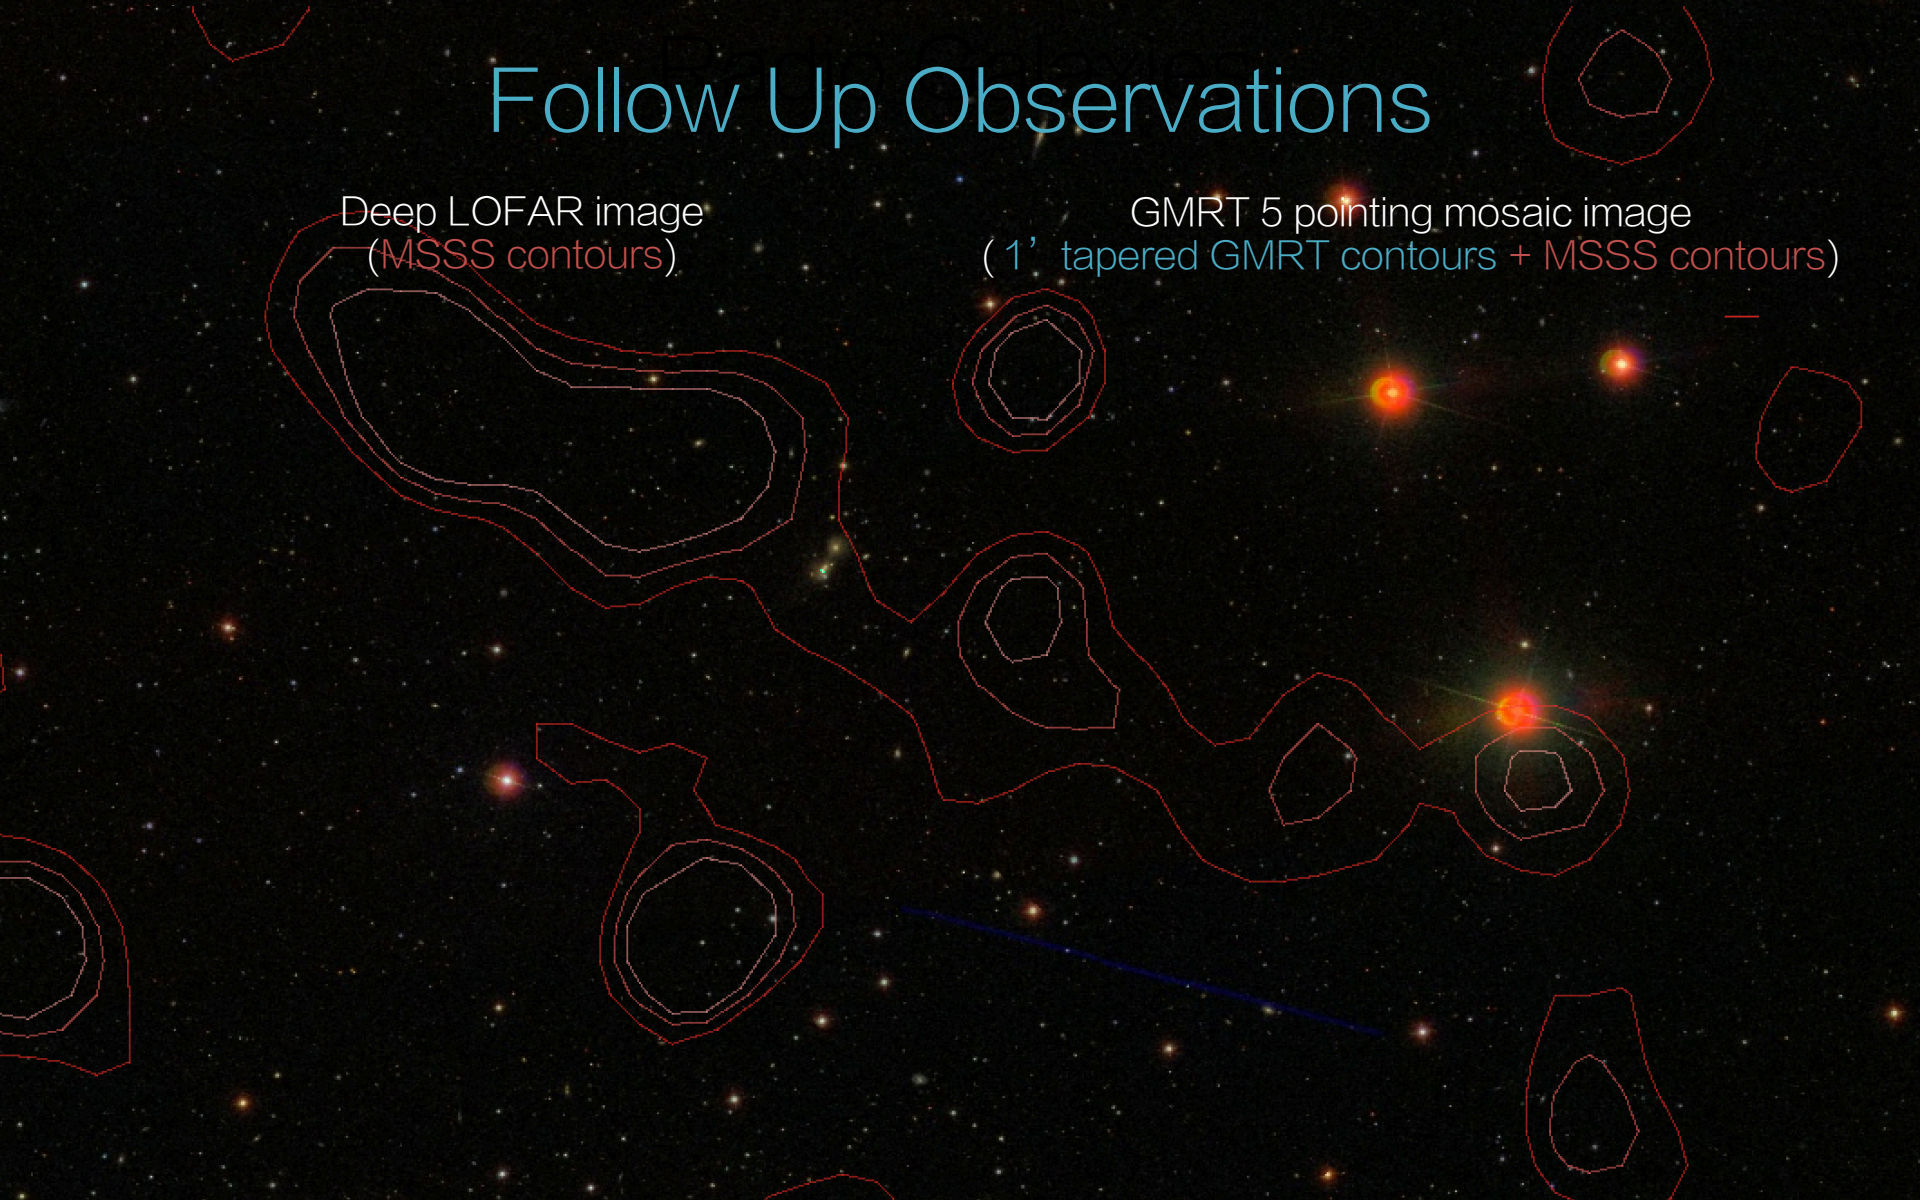 Follow Up Observations
Deep LOFAR image
(MSSS contours)
GMRT 5 pointing mosaic image
( 1’ tapered GMRT contours + MSSS contours)